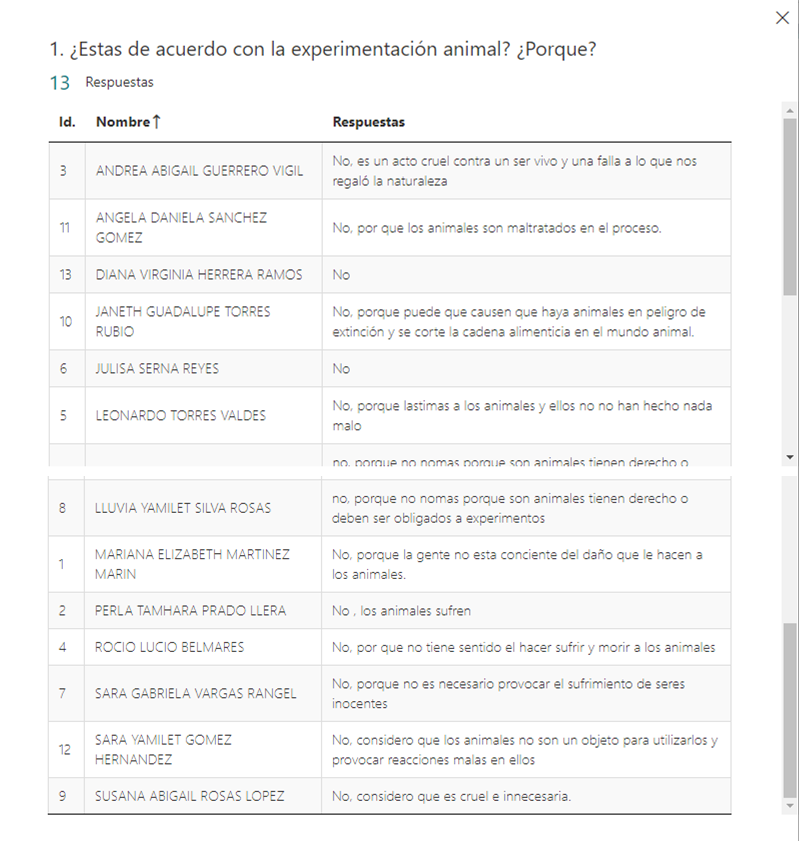 1. ¿Estas de acuerdo con la experimentación animal? ¿Porque?
13 Respuestas
Id. Nombre↑ Respuestas
3 ANDREA ABIGAIL GUERRERO VIGIL No, es un acto cruel contra un ser vivo y una falla a lo que nos
regaló la naturaleza
11 ANGELA DANIELA SANCHEZ
GOMEZ No, por que los animales son maltratados en el proceso.
13 DIANA VIRGINIA HERRERA RAMOS No
10 JANETH GUADALUPE TORRES
RUBIO No, porque puede que causen que haya animales en peligro de
extinción y se corte la cadena alimenticia en el mundo animal.
6 JULISA SERNA REYES No
5 LEONARDO TORRES VALDES No, porque lastimas a los animales y ellos no no han hecho nada
malo
no, porque no nomas porque son animales tienen derecho o
8 LLUVIA YAMILET SILVA ROSAS no, porque no nomas porque son animales tienen derecho o
deben ser obligados a experimentos
1 MARIANA ELIZABETH MARTINEZ
MARIN No, porque la gente no esta conciente del daño que le hacen a
los animales.
2 PERLA TAMHARA PRADO LLERA No , los animales sufren
4 ROCIO LUCIO BELMARES No, por que no tiene sentido el hacer sufrir y morir a los animales
7 SARA GABRIELA VARGAS RANGEL No, porque no es necesario provocar el sufrimiento de seres
inocentes
12 SARA YAMILET GOMEZ
HERNANDEZ No, considero que los animales no son un objeto para utilizarlos y
provocar reacciones malas en ellos
9 SUSANA ABIGAIL ROSAS LOPEZ No, considero que es cruel e innecesaria.